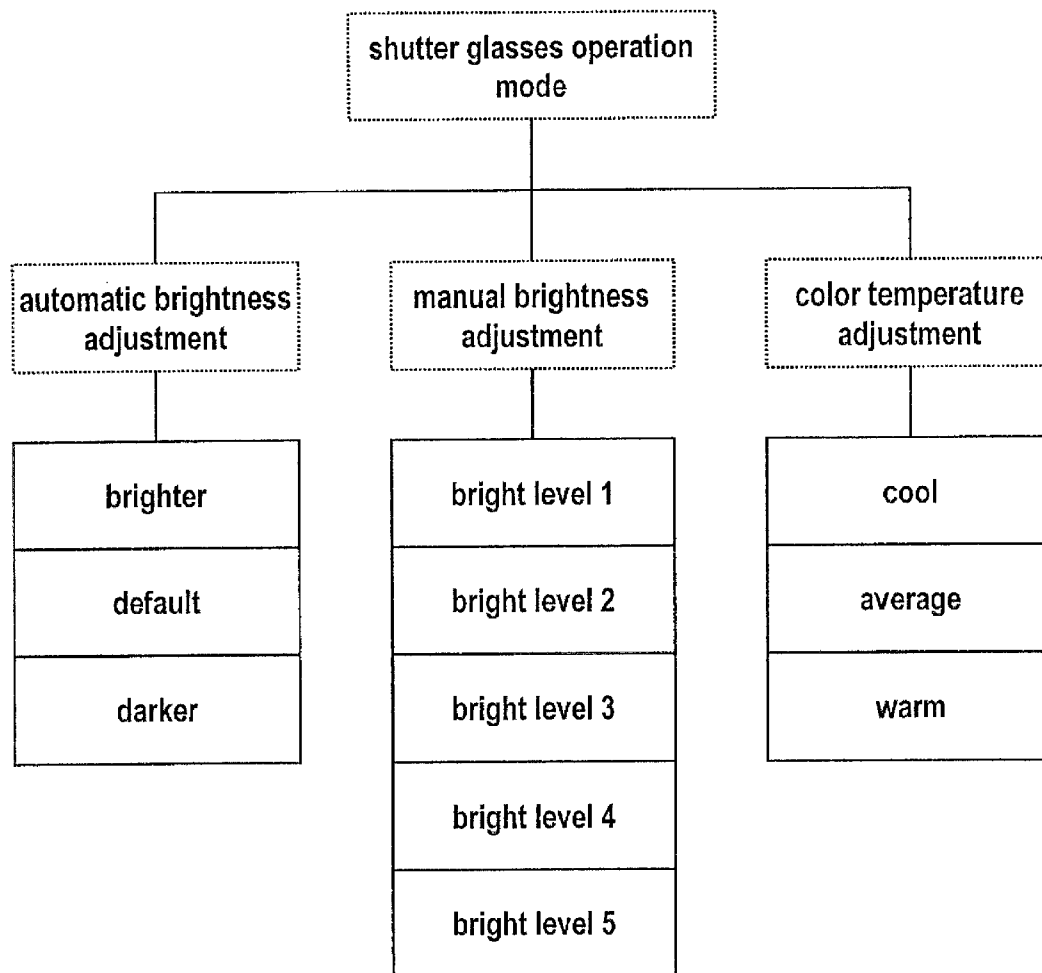 shutter glasses operation
mode
automatic brightness
adjustment
manual brightness
adjustment
color temperature
adjustment
brighter
default
darker
bright level 1
bright level 2
bright level 3
bright level 4
bright level 5
cool
average
warm